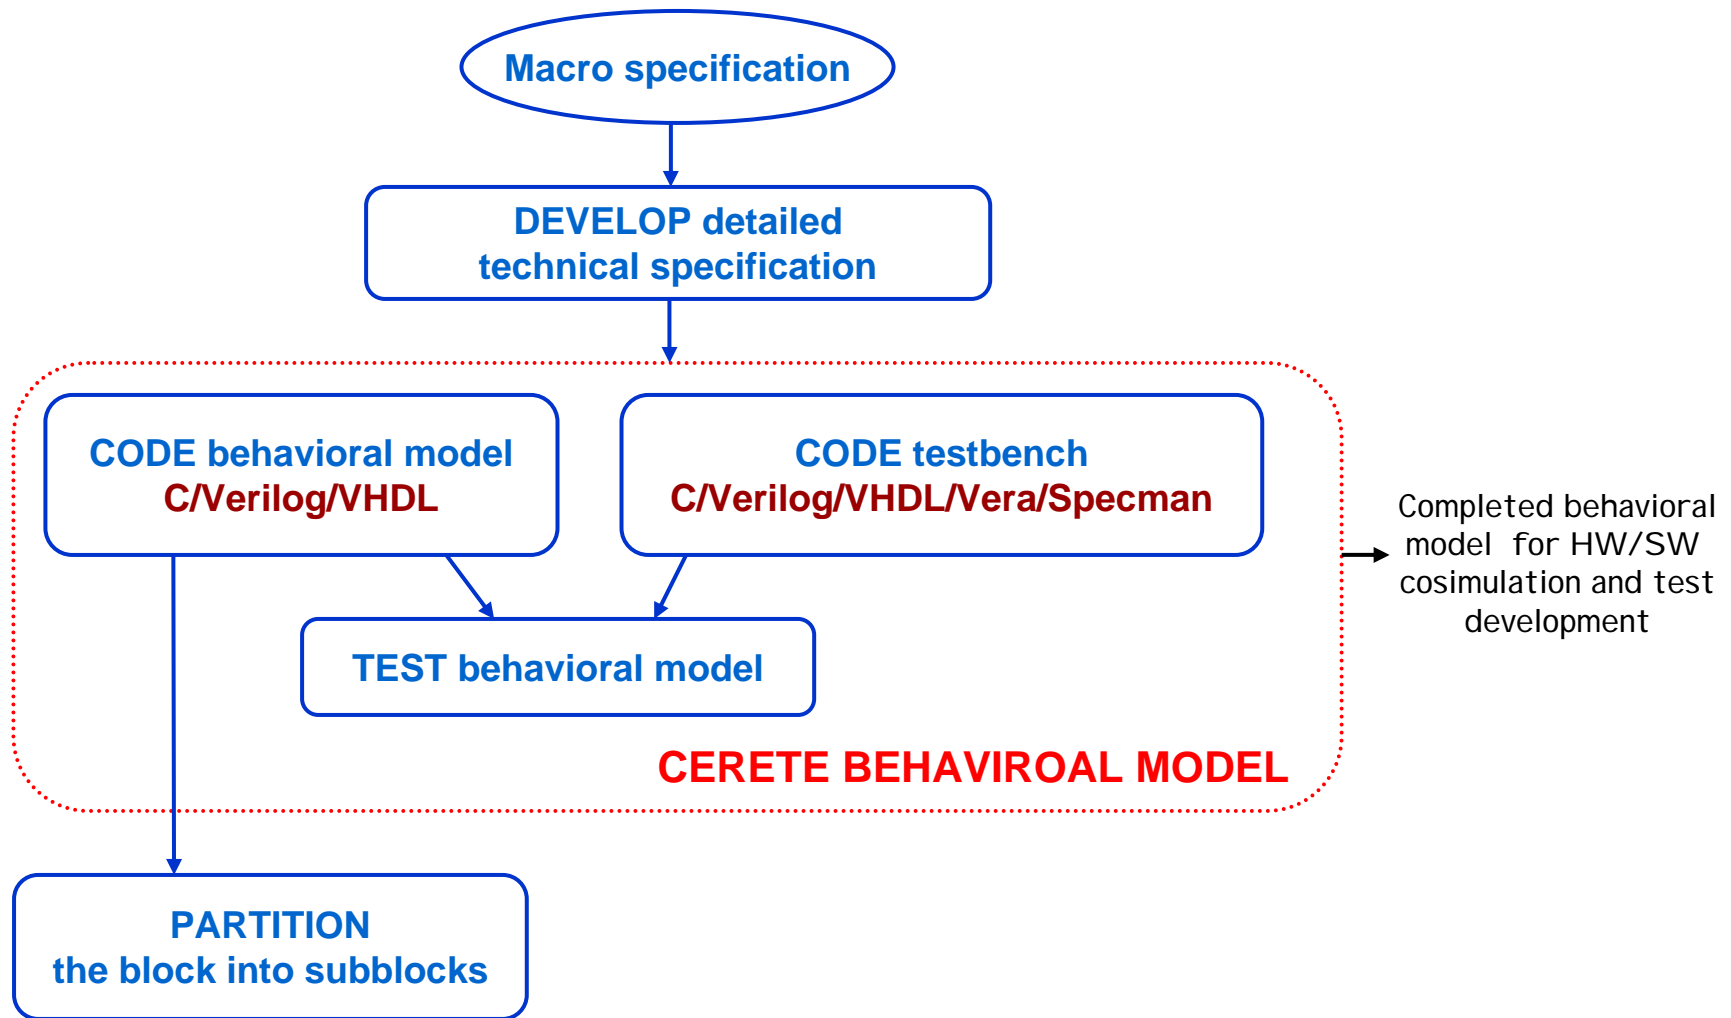 Macro specification
DEVELOP detailed
technical specification
CODE behavioral model
C/Verilog/VHDL
CODE testbench
C/Verilog/VHDL/Vera/Specman
Completed behavioral
model for HW/SW
cosimulation and test
development
TEST behavioral model
CERETE BEHAVIROAL MODEL
PARTITION
the block into subblocks